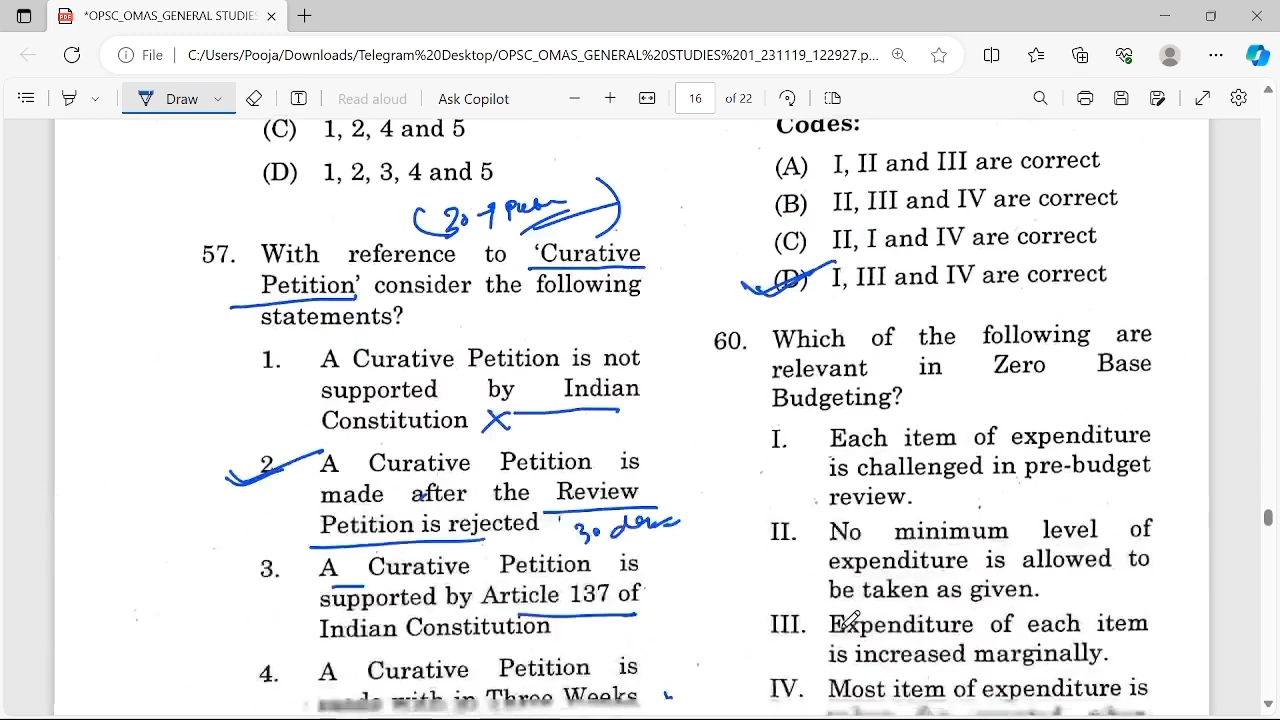 *OPSC_OMAS_GENERAL STUDIES
File
C:/Users/Pooja/Downloads/Telegram%20Desktop/OPSC_OMAS_GENERAL%20STUDIES%201_231119_122927.p...
Draw
Read aloud
Ask Copilot
16
of 22
(C) 1, 2, 4 and 5
(D) 1, 2, 3, 4 and 5
57. With reference to ‘Curative
Petition’ consider the following
statements?
1. A Curative Petition is not
supported by Indian
Constitution
2. A Curative Petition is
made after the Review
Petition is rejected
30
3. A Curative Petition is
supported by Article 137 of
Indian Constitution
4. A Curative Petition is
made with in Three Weeks
Codes:
(A) I, II and III are correct
(B) II, III and IV are correct
(C) II, I and IV are correct
(D) I, III and IV are correct
60. Which of the following are
relevant in Zero Base
Budgeting?
I. Each item of expenditure
is challenged in pre-budget
review.
II. No minimum level of
expenditure is allowed to
be taken as given.
III. Expenditure of each item
is increased marginally.
IV. Most item of expenditure is